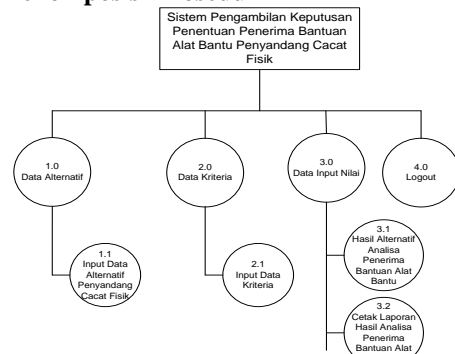 Sistem Pengambilan Keputusan
Penentuan Penerima Bantuan
Alat Bantu Penyandang Cacat
Fisik
1.0
Data Alternatif
2.0
Data Kriteria
3.0
Data Input Nilai
4.0
Logout
1.1
Input Data
Alternatif
Penyandang
Cacat Fisik
2.1
Input Data
Kriteria
3.1
Hasil Alternatif
Analisa
Penerima
Bantuan Alat
Bantu
3.2
Cetak Laporan
Hasil Analisa
Penerima
Bantuan Alat